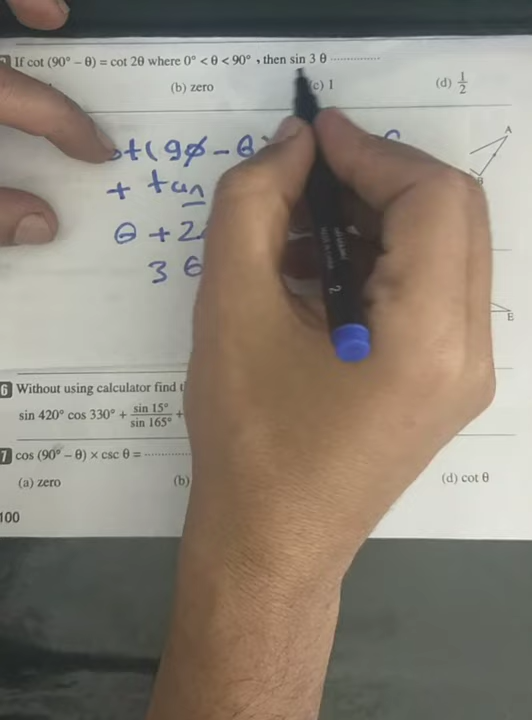 If cot (90° – θ) = cot 2θ where 0° < θ < 90° , then sin 3 θ ..............
(b) zero (c) 1 (d) 1/2
A
ot(90 – θ
+ tan
θ + 2
3 θ
E
6 Without using calculator find
sin 420° cos 330° + sin 15°/sin 165° +
7 cos (90° – θ) × csc θ = ............
(a) zero (b) (d) cot θ
100